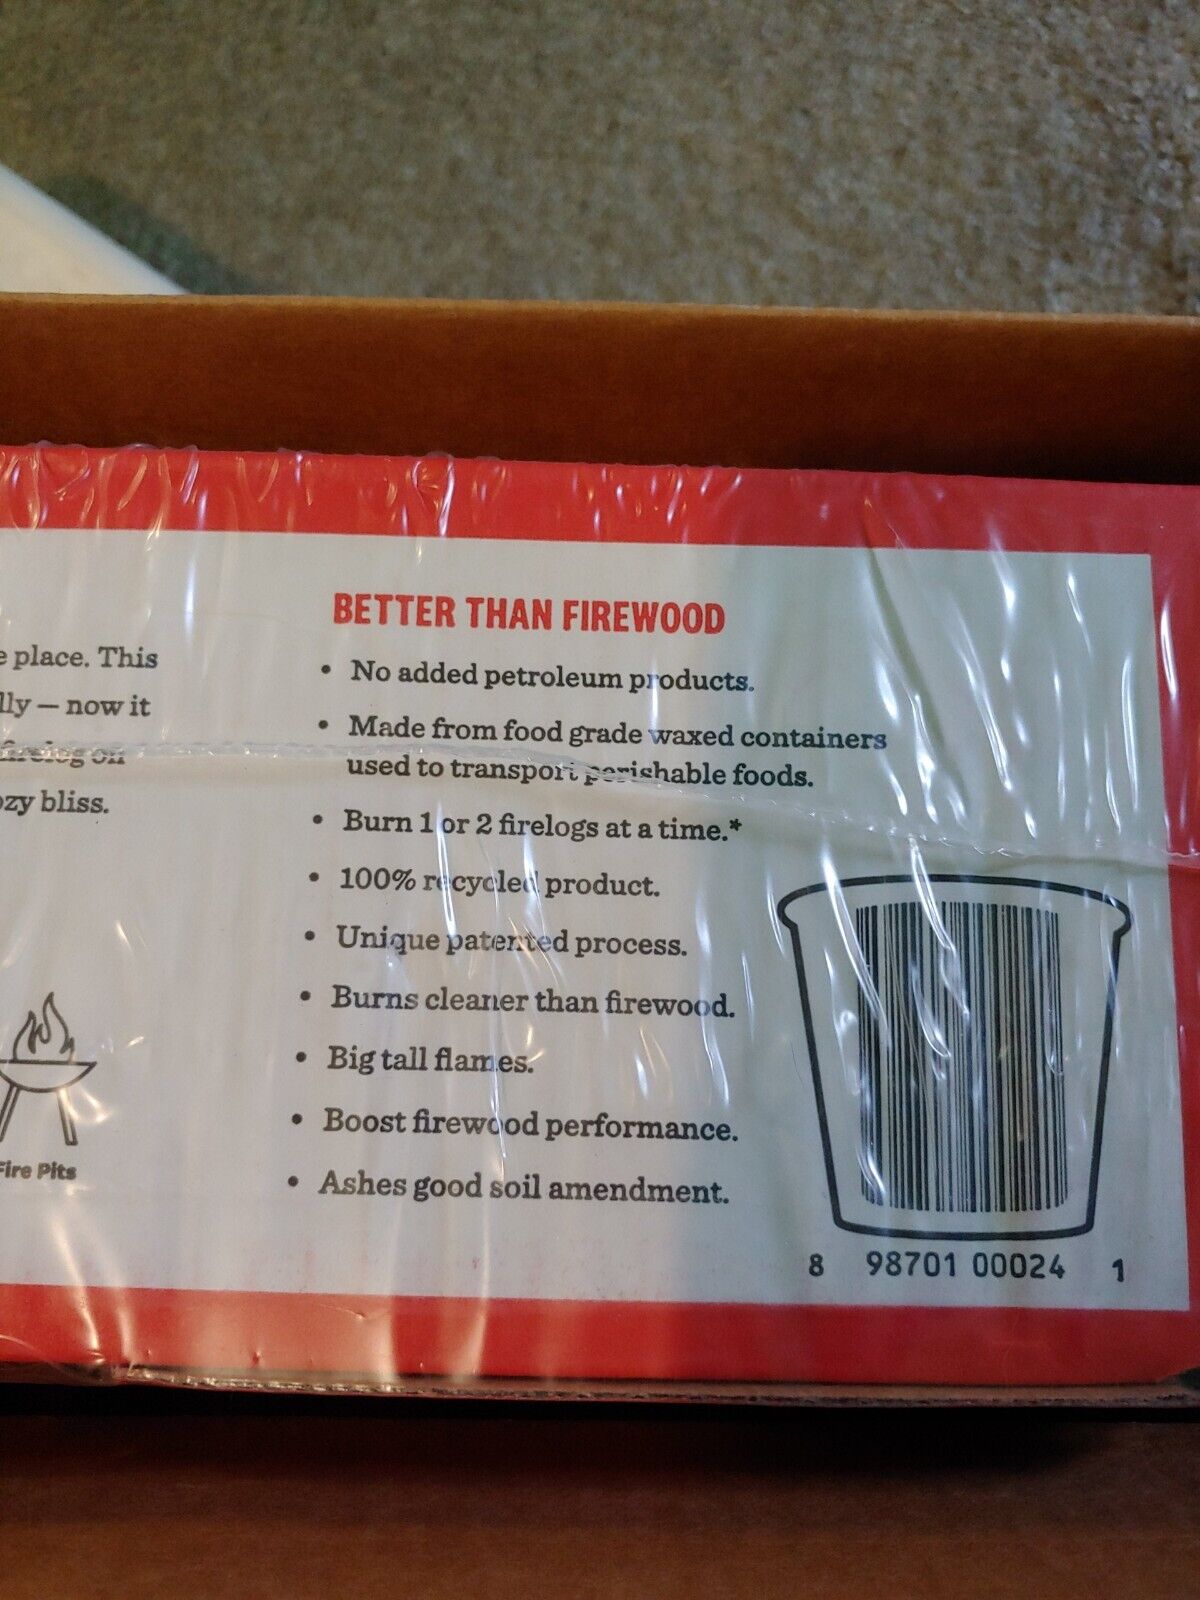 place. This
lly — now it
firelog on
ozy bliss.
Fire Pits
BETTER THAN FIREWOOD
• No added petroleum products.
• Made from food grade waxed containers
used to transport perishable foods.
• Burn 1 or 2 firelogs at a time.*
• 100% recycled product.
• Unique patented process.
• Burns cleaner than firewood.
• Big tall flames.
• Boost firewood performance.
• Ashes good soil amendment.
8 98701 00024 1